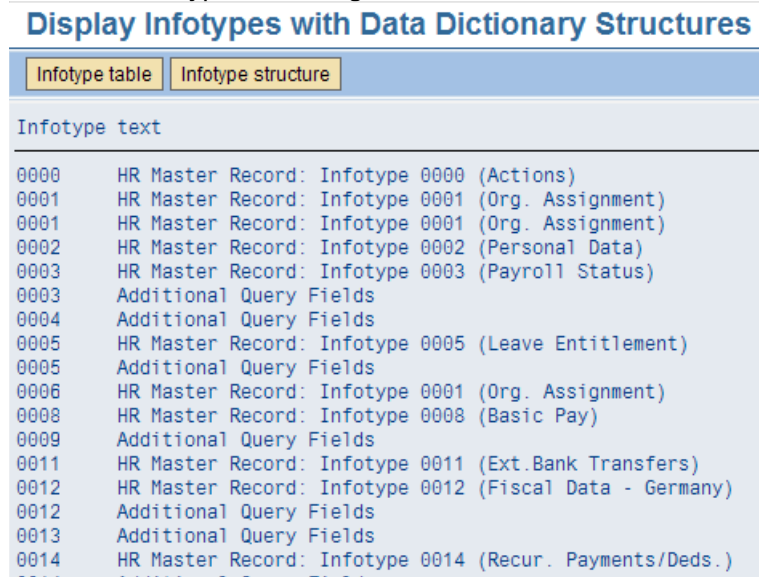 Display Infotypes with Data Dictionary Structures
Infotype table Infotype structure
Infotype text
0000 HR Master Record: Infotype 0000 (Actions)
0001 HR Master Record: Infotype 0001 (Org. Assignment)
0001 HR Master Record: Infotype 0001 (Org. Assignment)
0002 HR Master Record: Infotype 0002 (Personal Data)
0003 HR Master Record: Infotype 0003 (Payroll Status)
0003 Additional Query Fields
0004 Additional Query Fields
0005 HR Master Record: Infotype 0005 (Leave Entitlement)
0005 Additional Query Fields
0006 HR Master Record: Infotype 0001 (Org. Assignment)
0008 HR Master Record: Infotype 0008 (Basic Pay)
0009 Additional Query Fields
0011 HR Master Record: Infotype 0011 (Ext.Bank Transfers)
0012 HR Master Record: Infotype 0012 (Fiscal Data - Germany)
0012 Additional Query Fields
0013 Additional Query Fields
0014 HR Master Record: Infotype 0014 (Recur. Payments/Deds.)